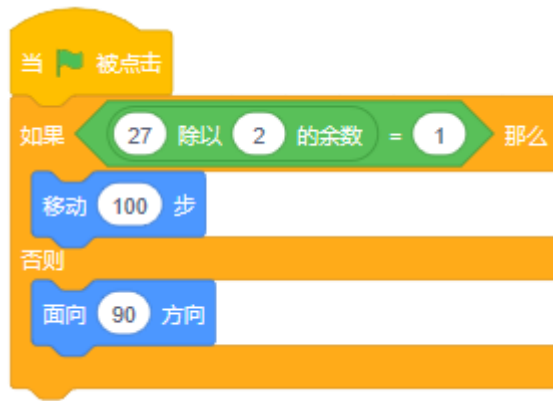 当 被点击
如果 27 除以 2 的余数 = 1 那么
移动 100 步
否则
面向 90 方向